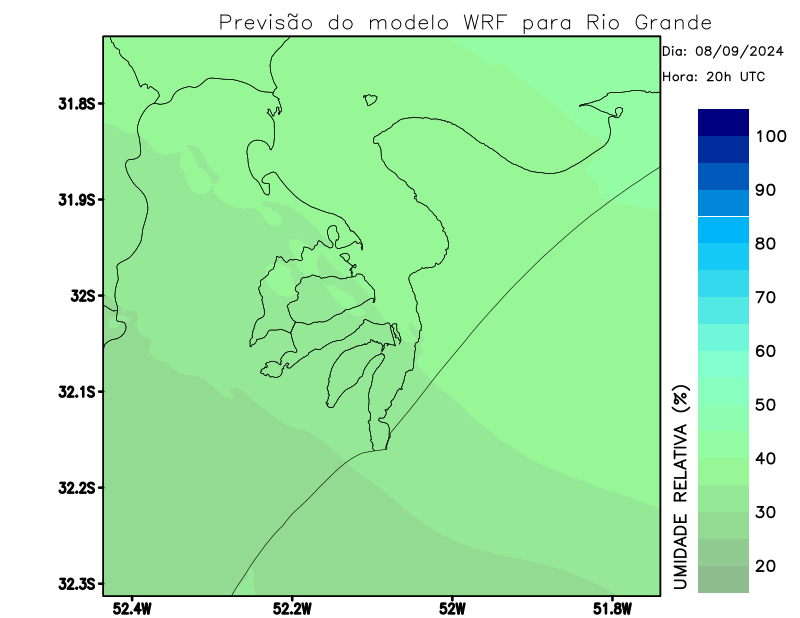 Previsão do modelo WRF para Rio Grande
Dia: 08/09/2024
Hora: 20h UTC
31.8S
31.9S
32S
32.1S
32.2S
32.3S
52.4W
52.2W
52W
51.8W
UMIDADE RELATIVA (%)
100
90
80
70
60
50
40
30
20